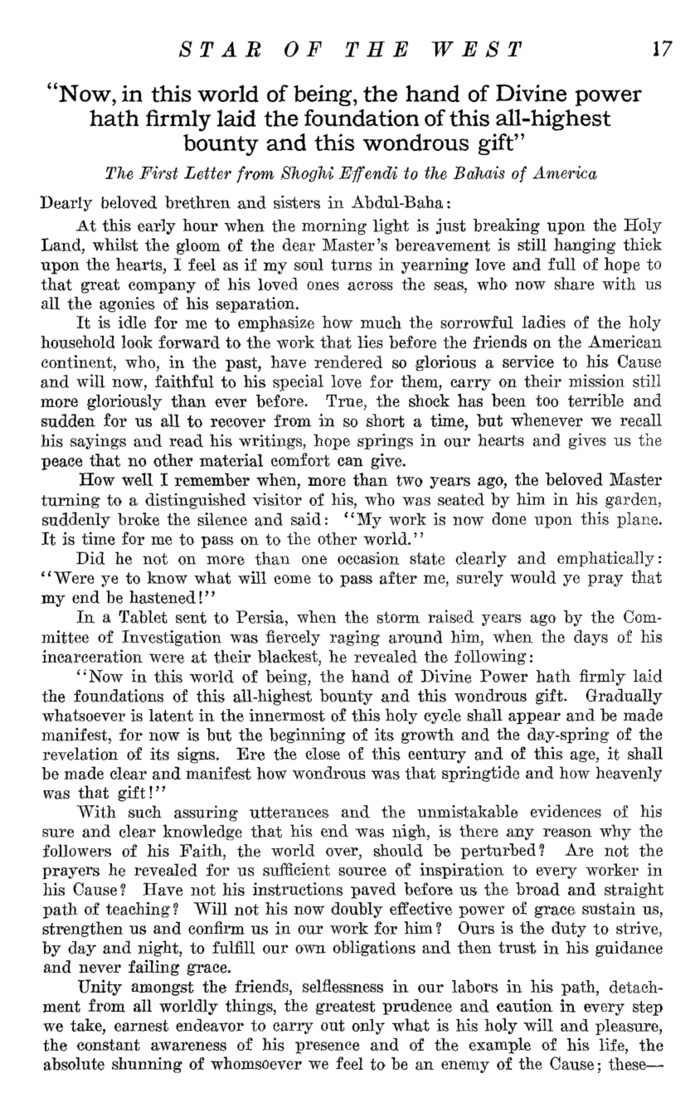 STAR OF THE WEST 17
“Now, in this world of being, the hand of Divine power
hath firmly laid the foundation of this all-highest
bounty and this wondrous gift”
The First Letter from Shoghi Effendi to the Bahais of America
Dearly beloved brethren and sisters in Abdul-Baha:
At this early hour when the morning light is just breaking upon the Holy
Land, whilst the gloom of the dear Master's bereavement is still hanging thick
upon the hearts, I feel as if my soul turns in yearning love and full of hope to
that great company of his loved ones across the seas, who now share with us
all the agonies of his separation.
It is idle for me to emphasize how much the sorrowful ladies of the holy
household look forward to the work that lies before the friends on the American
continent, who, in the past, have rendered so glorious a service to his Cause
and will now, faithful to his special love for them, carry on their mission still
more gloriously than ever before. True, the shock has been too terrible and
sudden for us all to recover from in so short a time, but whenever we recall
his sayings and read his writings, hope springs in our hearts and gives us the
peace that no other material comfort can give.
How well I remember when, more than two years ago, the beloved Master
turning to a distinguished visitor of his, who was seated by him in his garden,
suddenly broke the silence and said: “My work is now done upon this plane.
It is time for me to pass on to the other world.”
Did he not on more than one occasion state clearly and emphatically:
“Were ye to know what will come to pass after me, surely would ye pray that
my end be hastened!”
In a Tablet sent to Persia, when the storm raised years ago by the Com-
mittee of Investigation was fiercely raging around him, when the days of his
incarceration were at their blackest, he revealed the following:
“Now in this world of being, the hand of Divine Power hath firmly laid
the foundations of this all-highest bounty and this wondrous gift. Gradually
whatsoever is latent in the innermost of this holy cycle shall appear and be made
manifest, for now is but the beginning of its growth and the day-spring of the
revelation of its signs. Ere the close of this century and of this age, it shall
be made clear and manifest how wondrous was that springtide and how heavenly
was that gift!”
With such assuring utterances and the unmistakable evidences of his
sure and clear knowledge that his end was nigh, is there any reason why the
followers of his Faith, the world over, should be perturbed? Are not the
prayers he revealed for us sufficient source of inspiration to every worker in
his Cause? Have not his instructions paved before us the broad and straight
path of teaching? Will not his now doubly effective power of grace sustain us,
strengthen us and confirm us in our work for him? Ours is the duty to strive,
by day and night, to fulfill our own obligations and then trust in his guidance
and never failing grace.
Unity amongst the friends, selflessness in our labors in his path, detach-
ment from all worldly things, the greatest prudence and caution in every step
we take, earnest endeavor to carry out only what is his holy will and pleasure,
the constant awareness of his presence and of the example of his life, the
absolute shunning of whomsoever we feel to be an enemy of the Cause; these—